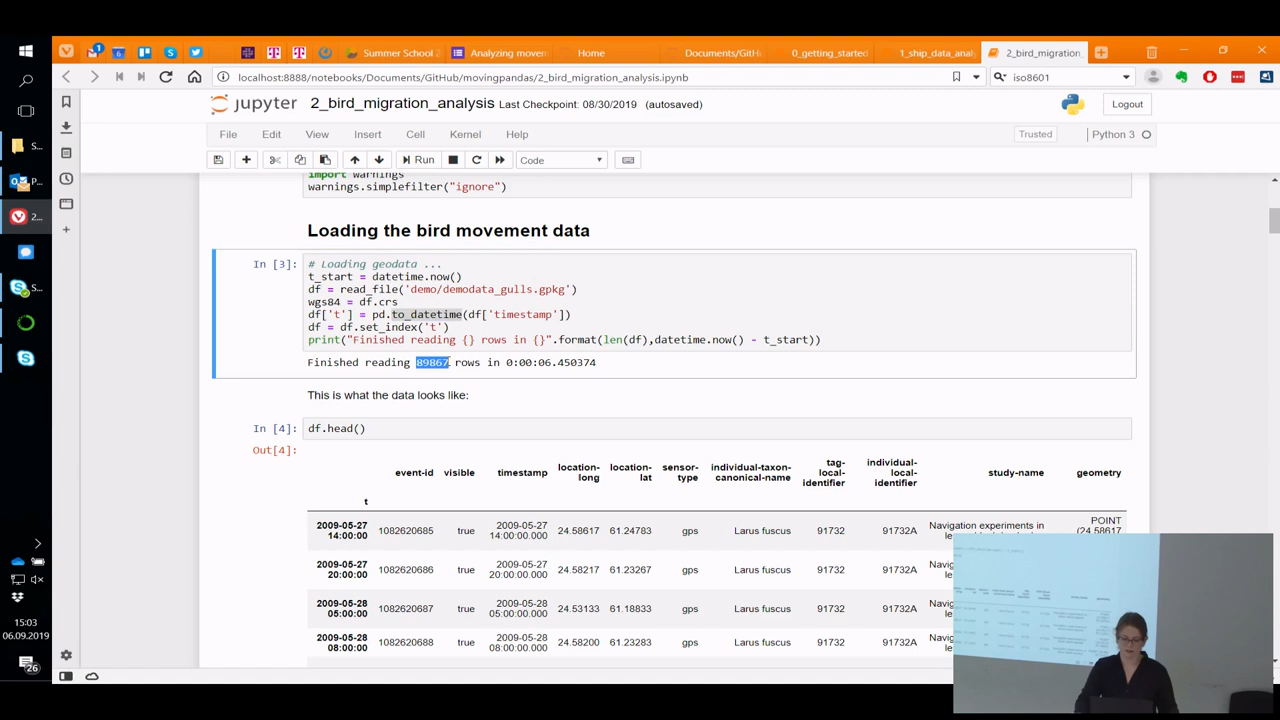 Summer School 2
Analyzing movem
Home
Documents/GitH
0_getting_started
1_ship_data_anal
2_bird_migration_
localhost:8888/notebooks/Documents/GitHub/movingpandas/2_bird_migration_analysis.ipynb
iso8601
jupyter 2_bird_migration_analysis Last Checkpoint: 08/30/2019 (autosaved)
Logout
File Edit View Insert Cell Kernel Help
Trusted Python 3
Run Code
import warnings
warnings.simplefilter("ignore")
Loading the bird movement data
In [3]:
# Loading geodata ...
t_start = datetime.now()
df = read_file('demo/demodata_gulls.gpkg')
wgs84 = df.crs
df['t'] = pd.to_datetime(df['timestamp'])
df = df.set_index('t')
print("Finished reading {} rows in {}".format(len(df),datetime.now() - t_start))
Finished reading 89867 rows in 0:00:06.450374
This is what the data looks like:
In [4]: df.head()
Out[4]:
event-id visible timestamp location-long location-lat sensor-type individual-taxon-canonical-name tag-local-identifier individual-local-identifier study-name geometry
t
2009-05-27 14:00:00 1082620685 true 2009-05-27 14:00:00.000 24.58617 61.24783 gps Larus fuscus 91732 91732A Navigation experiments in POINT (24.58617
2009-05-27 20:00:00 1082620686 true 2009-05-27 20:00:00.000 24.58217 61.23267 gps Larus fuscus 91732 91732A Navigation
2009-05-28 05:00:00 1082620687 true 2009-05-28 05:00:00.000 24.53133 61.18833 gps Larus fuscus 91732 91732A Navigation
2009-05-28 08:00:00 1082620688 true 2009-05-28 08:00:00.000 24.58200 61.23283 gps Larus fuscus 91732 91732A Navigation
15:03
06.09.2019
26